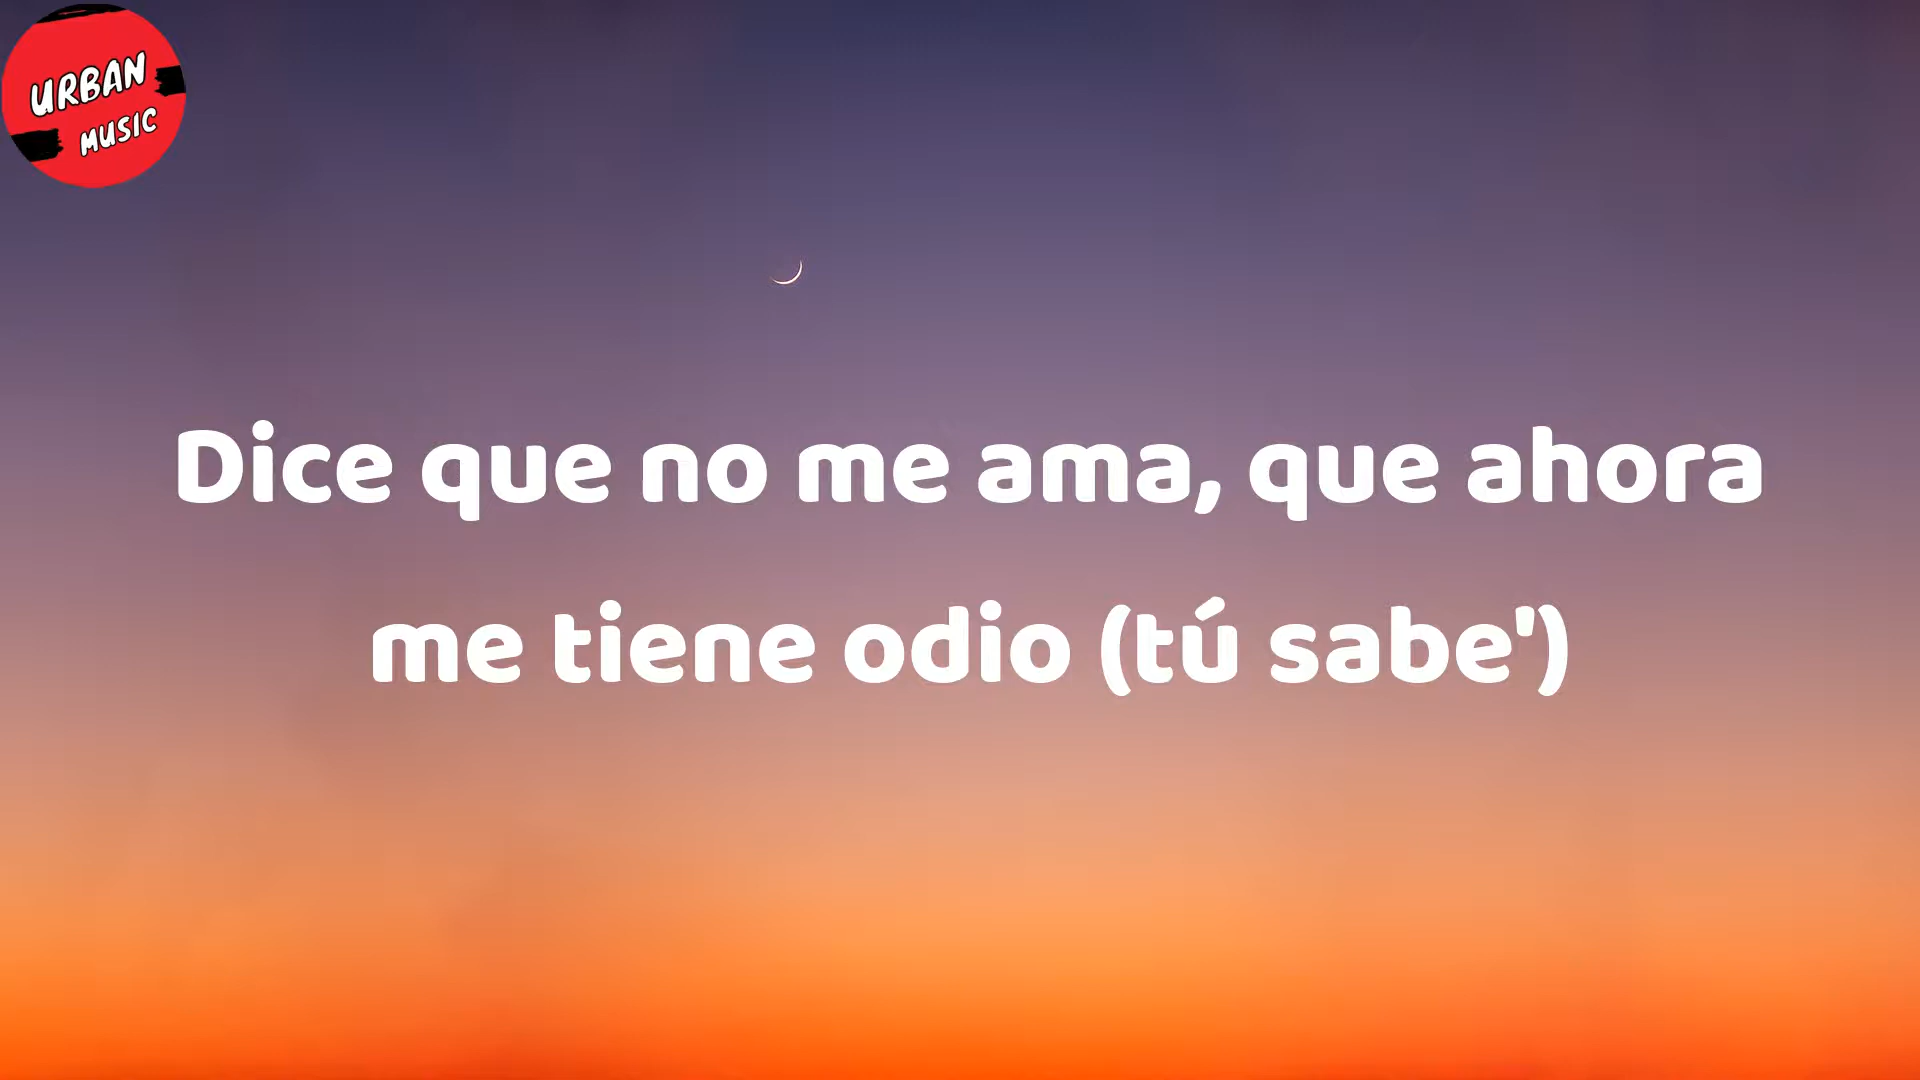 URBAN
MUSIC
Dice que no me ama, que ahora
me tiene odio (tú sabe')